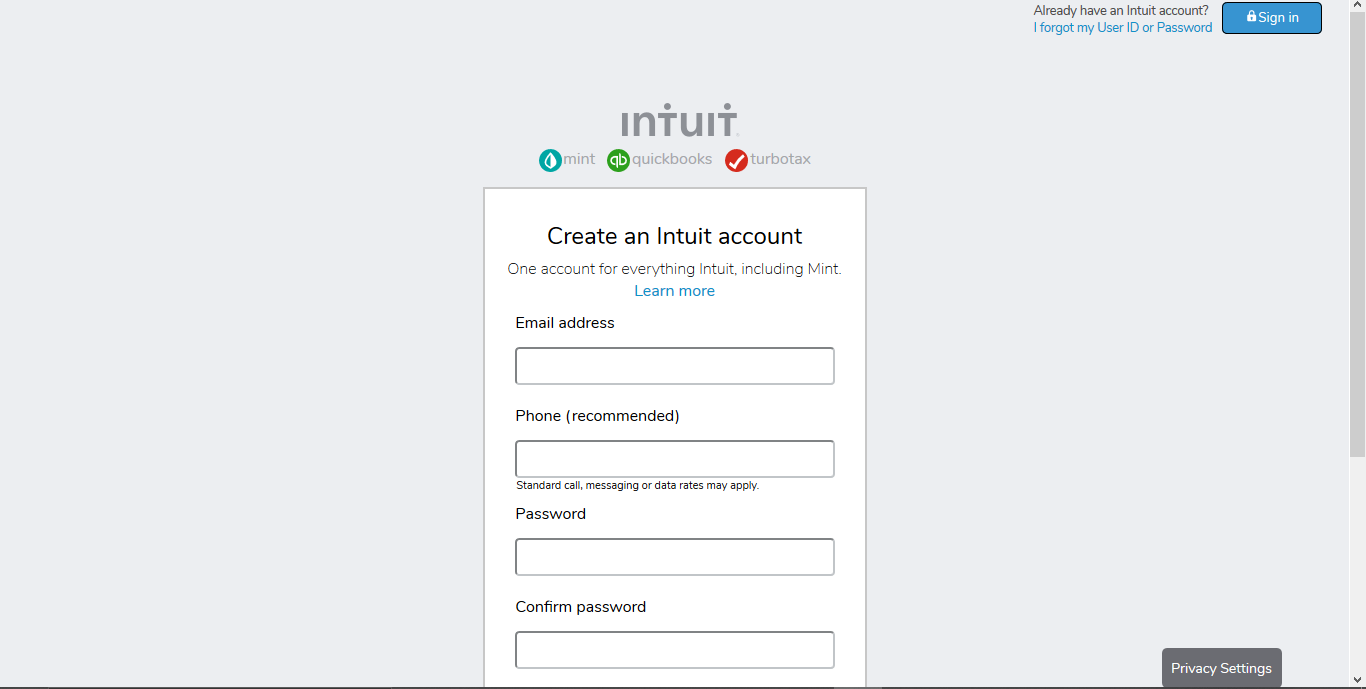 Already have an Intuit account?
I forgot my User ID or Password
Sign in
intuit
mint
qb quickbooks
turbotax
Create an Intuit account
One account for everything Intuit, including Mint.
Learn more
Email address
Phone (recommended)
Standard call, messaging or data rates may apply.
Password
Confirm password
Privacy Settings